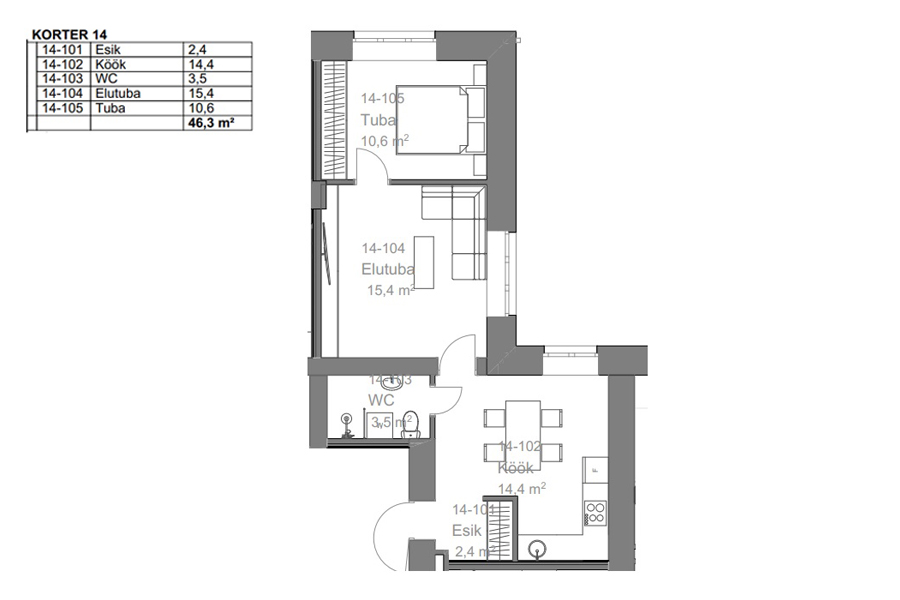 KORTER 14
14-101 Esik 2,4
14-102 Köök 14,4
14-103 WC 3,5
14-104 Elutuba 15,4
14-105 Tuba 10,6
46,3 m²
14-105
Tuba
10,6 m²
14-104
Elutuba
15,4 m²
14-103
WC
3,5 m²
14-102
Köök
14,4 m²
F
14-101
Esik
2,4 m²